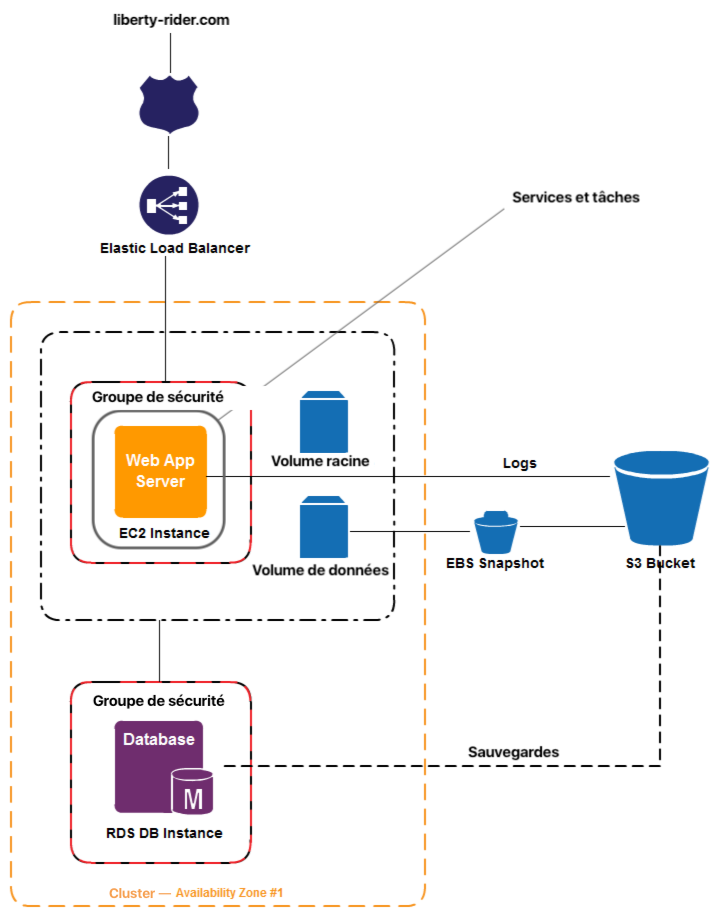 liberty-rider.com
Elastic Load Balancer
Services et tâches
Groupe de sécurité
Web App
Server
EC2 Instance
Volume racine
Logs
Volume de données
EBS Snapshot
S3 Bucket
Groupe de sécurité
Database
M
RDS DB Instance
Sauvegardes
Cluster — Availability Zone #1